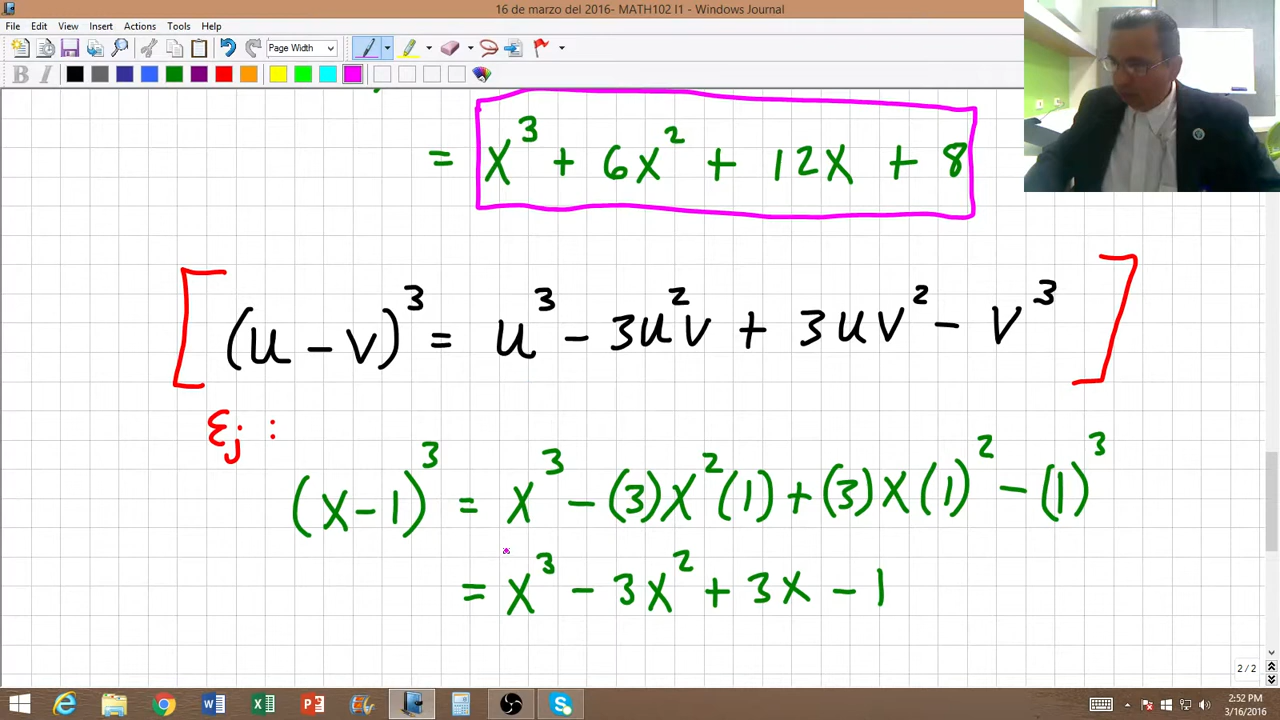 16 de marzo del 2016- MATH102 I1 - Windows Journal
File Edit View Insert Actions Tools Help
Page Width
B I
= x³ + 6x² + 12x + 8
(u - v)³ = u³ - 3u²v + 3uv² - v³
Ej :
(x-1)³ = x³ - (3)x²(1) + (3)x(1)² - (1)³
= x³ - 3x² + 3x - 1
2/2
2:52 PM
3/16/2016